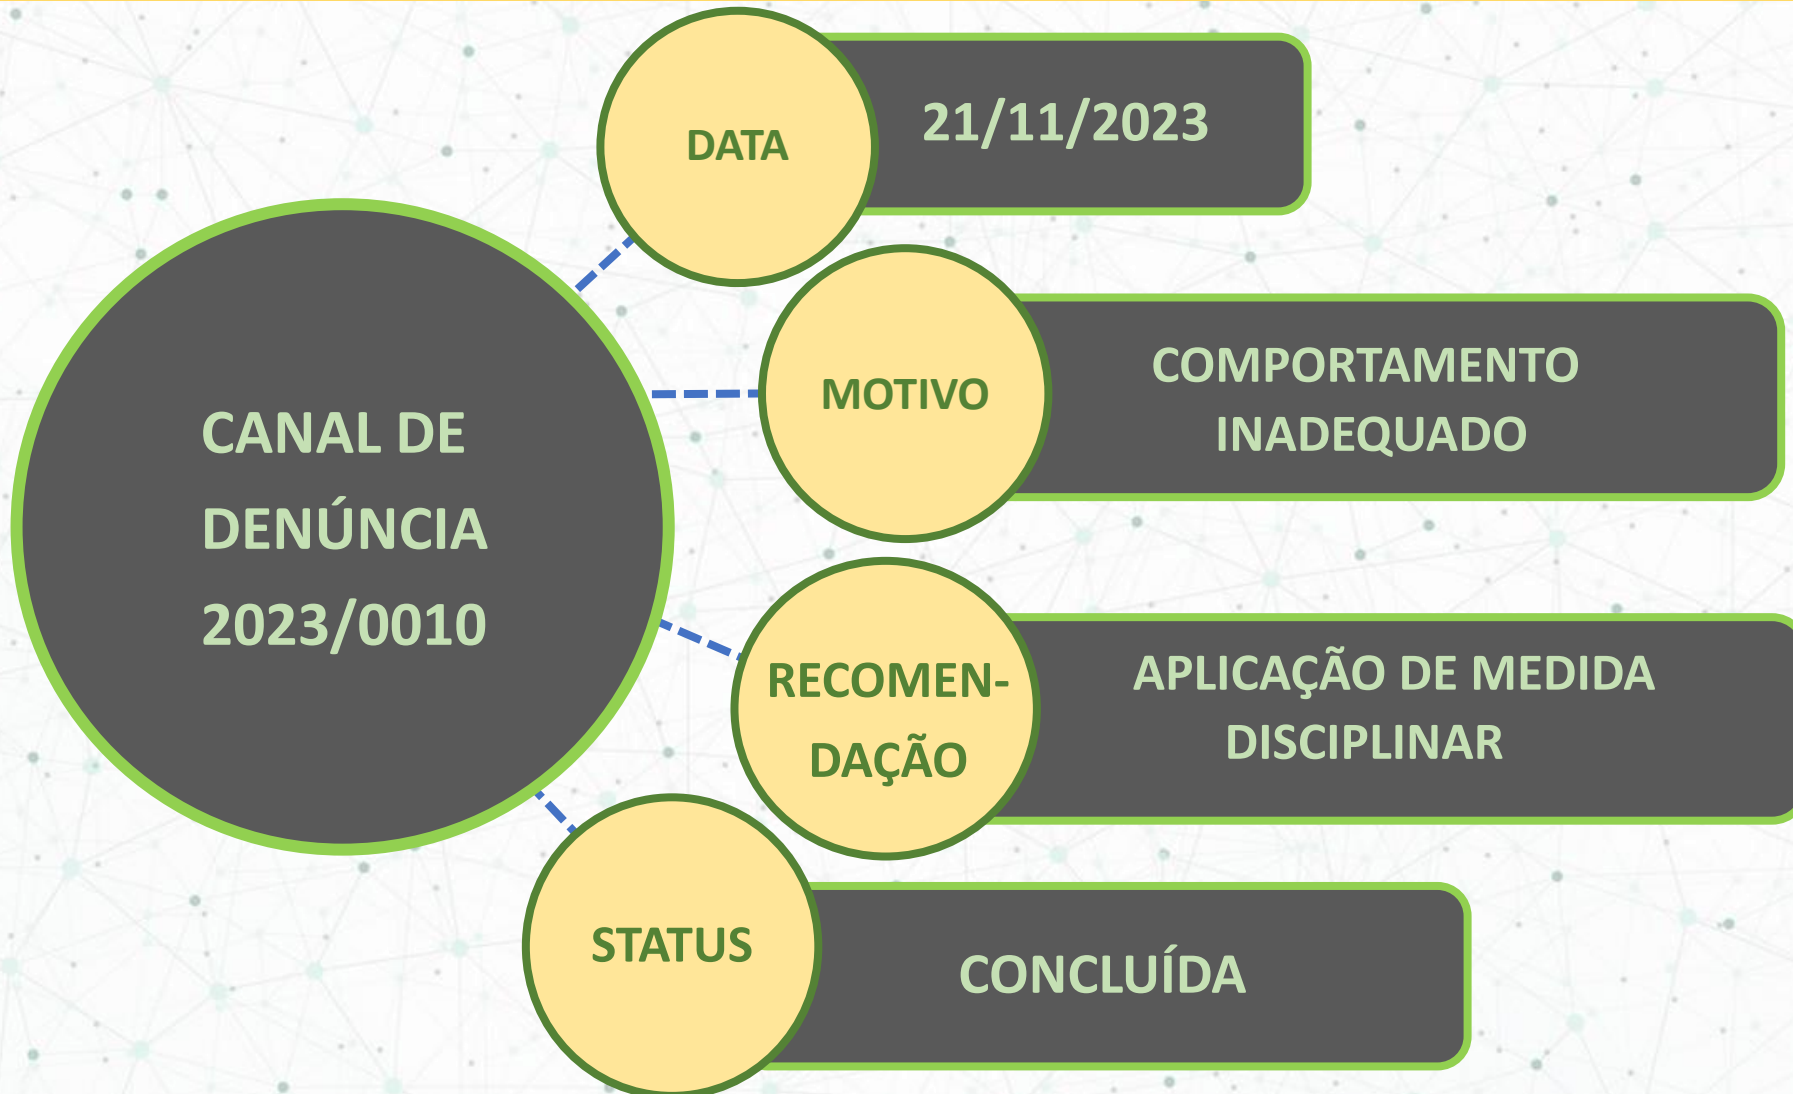 CANAL DE
DENÚNCIA
2023/0010
DATA
21/11/2023
MOTIVO
COMPORTAMENTO
INADEQUADO
RECOMEN-
DAÇÃO
APLICAÇÃO DE MEDIDA
DISCIPLINAR
STATUS
CONCLUÍDA